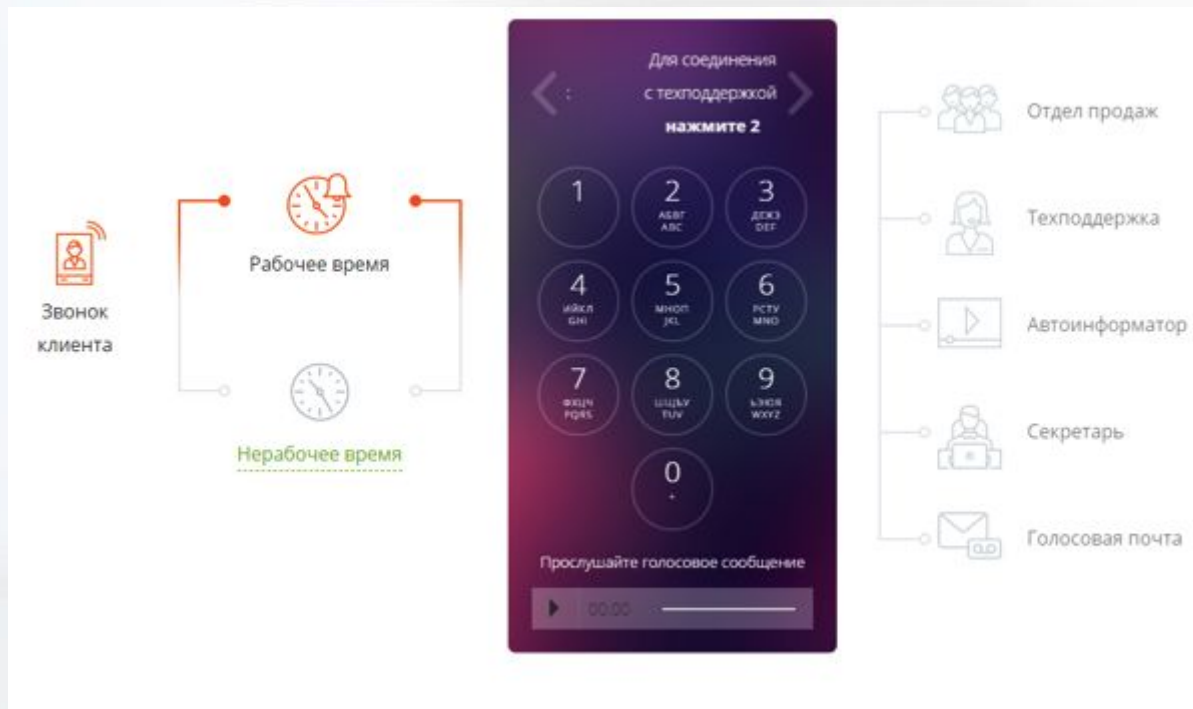 Звонок
клиента
Рабочее время
Нерабочее время
Для соединения
:
с техподдержкой
нажмите 2
1
2
АБВГ
ABC
3
ДЕЖЗ
DEF
4
ИЙКЛ
GHI
5
МНОП
JKL
6
РСТУ
MNO
7
ФХЦЧ
PQRS
8
ШЩЪУ
TUV
9
ЬЭЮЯ
WXYZ
0
+
Прослушайте голосовое сообщение
00:00
Отдел продаж
Техподдержка
Автоинформатор
Секретарь
Голосовая почта